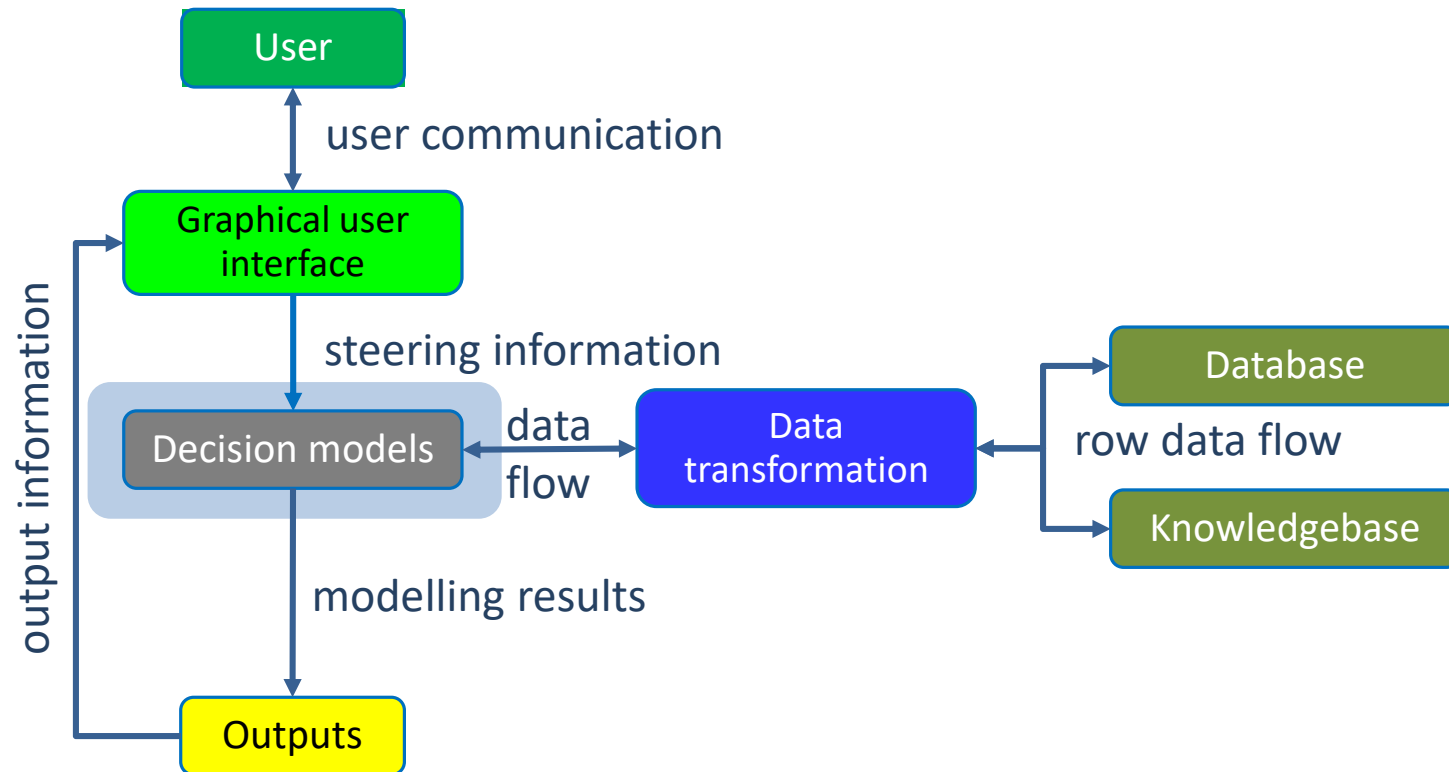 User
user communication
Graphical user
interface
steering information
Database
Decision models
data
flow
Data
transformation
row data flow
Knowledgebase
output information
modelling results
Outputs